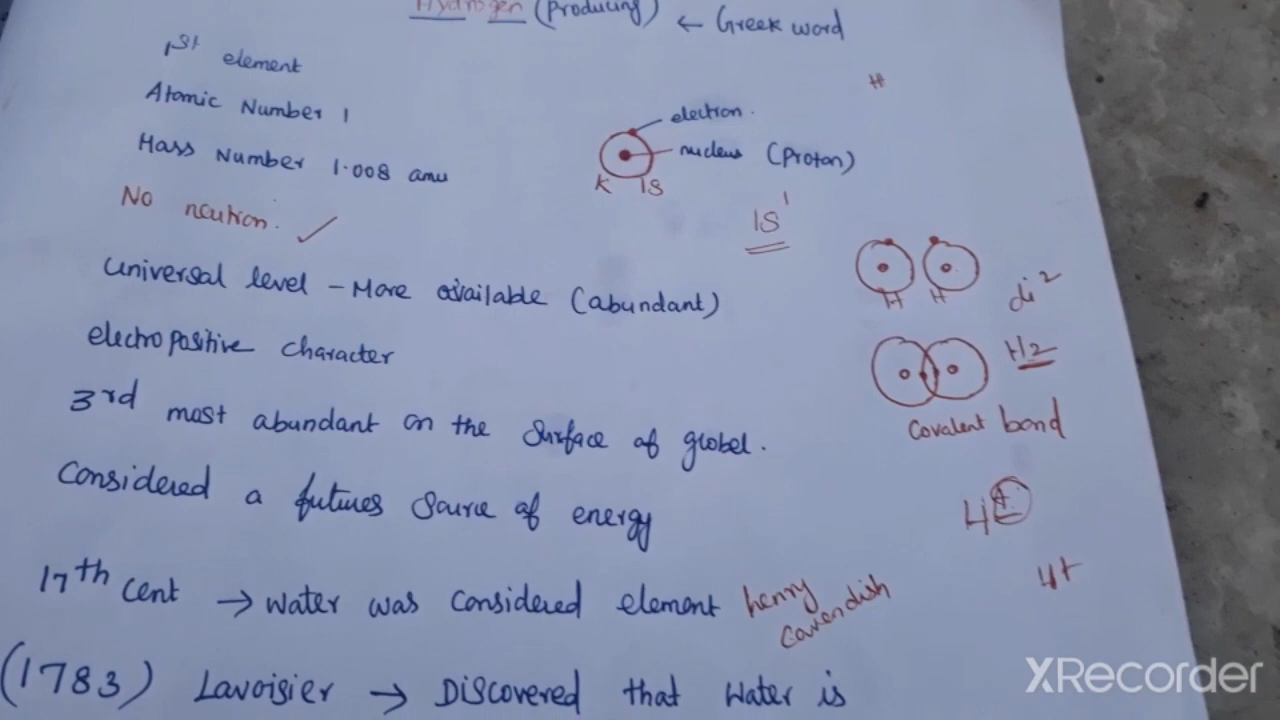 Hydrogen (Producing) ← Greek word
1st element
Atomic Number 1
Mass Number 1.008 amu
No neutron. ✓
H
electron.
nucleus (Proton)
K 1S
1S¹
universal level - More available (abundant)
H H
di²
H2
Covalent bond
electropositive character
3rd most abundant on the surface of globel.
Considered a futures source of energy
H+
H+
17th cent → water was considered element henry cavendish
(1783) Lavoisier → Discovered that water is
XRecorder